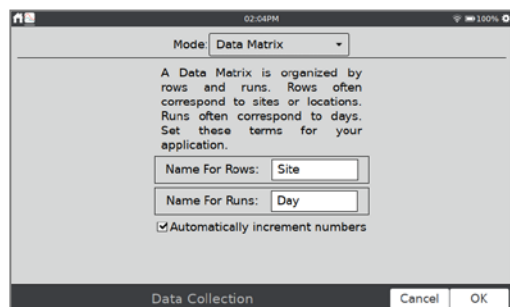 02:04PM
100%
Mode: Data Matrix
A Data Matrix is organized by
rows and runs. Rows often
correspond to sites or locations.
Runs often correspond to days.
Set these terms for your
application.
Name For Rows: Site
Name For Runs: Day
Automatically increment numbers
Data Collection Cancel OK